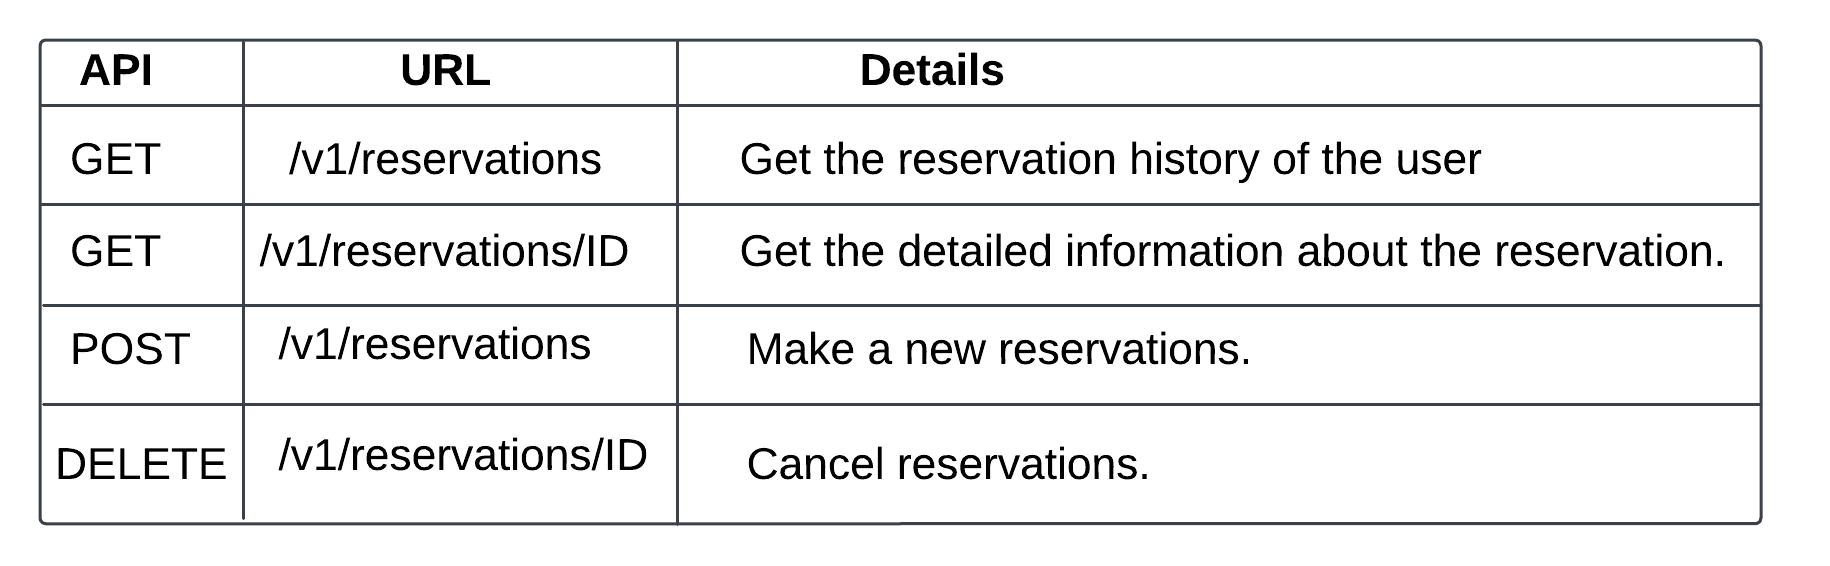 API URL Details
GET /v1/reservations Get the reservation history of the user
GET /v1/reservations/ID Get the detailed information about the reservation.
POST /v1/reservations Make a new reservations.
DELETE /v1/reservations/ID Cancel reservations.